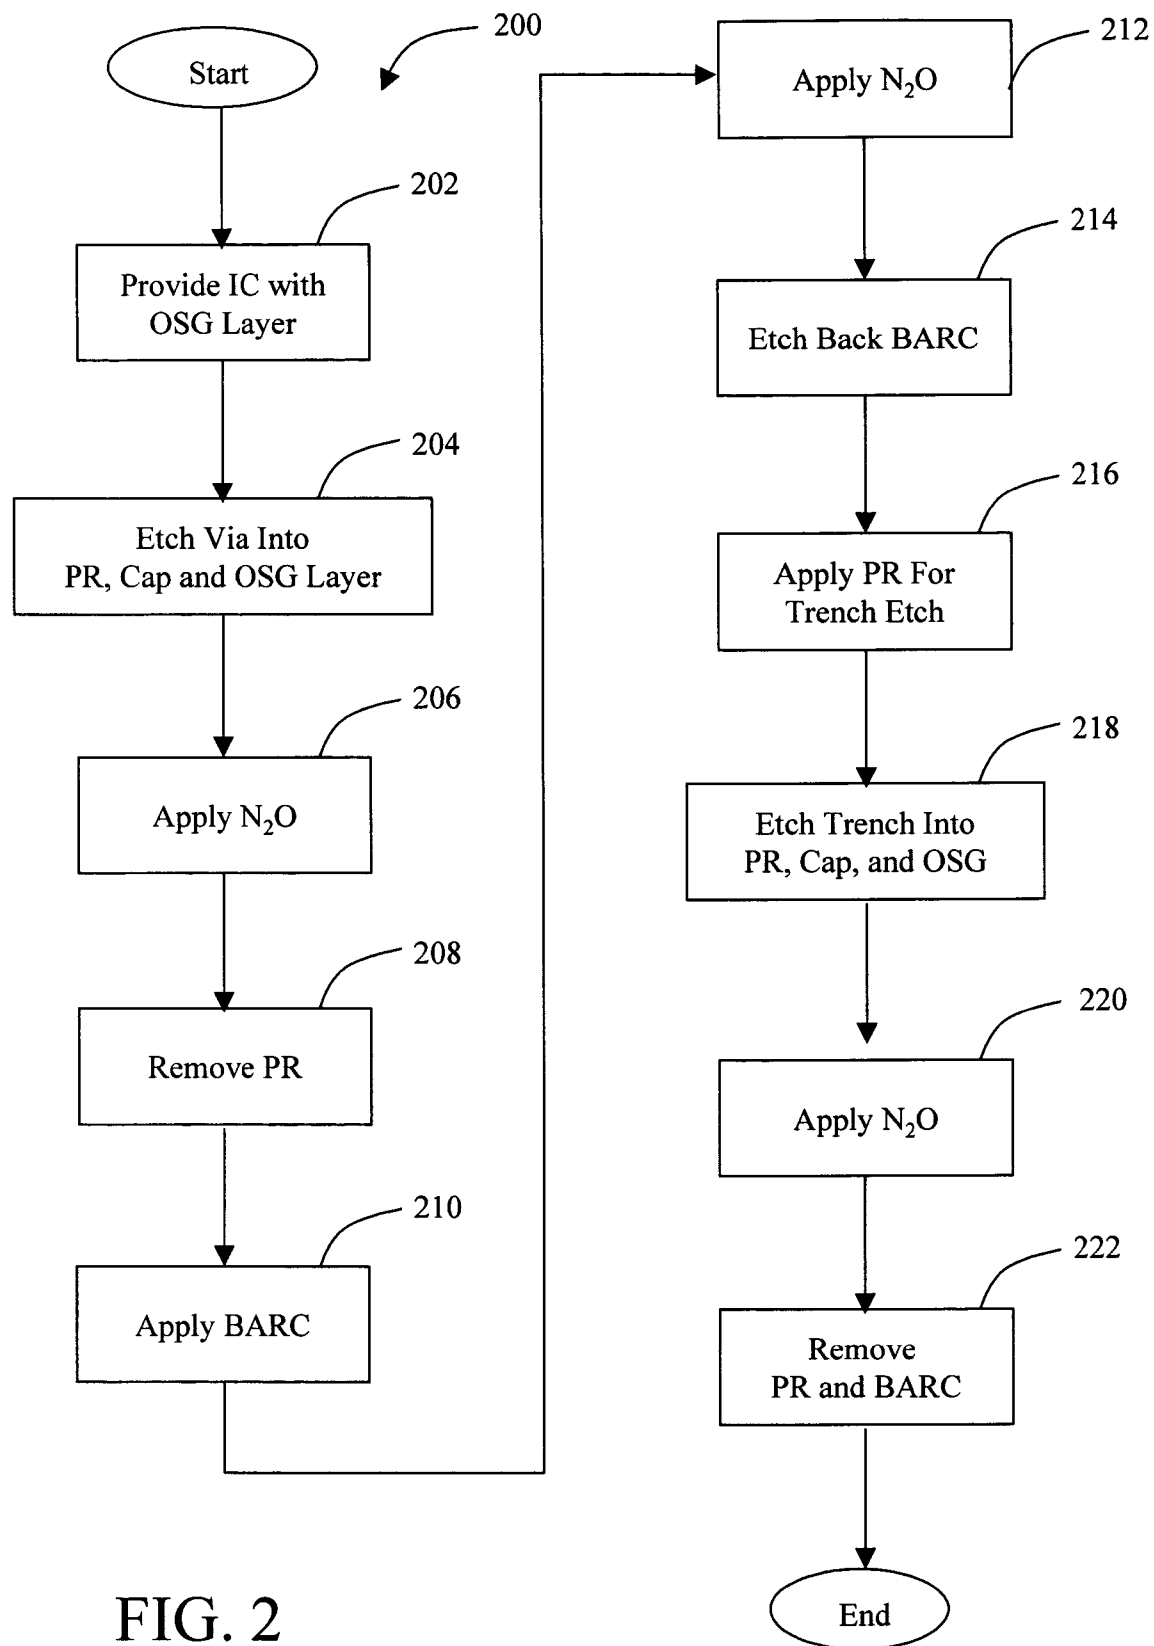 Start
200
202
Provide IC with
OSG Layer
204
Etch Via Into
PR, Cap and OSG Layer
206
Apply N₂O
208
Remove PR
210
Apply BARC
212
Apply N₂O
214
Etch Back BARC
216
Apply PR For
Trench Etch
218
Etch Trench Into
PR, Cap, and OSG
220
Apply N₂O
222
Remove
PR and BARC
End
FIG. 2